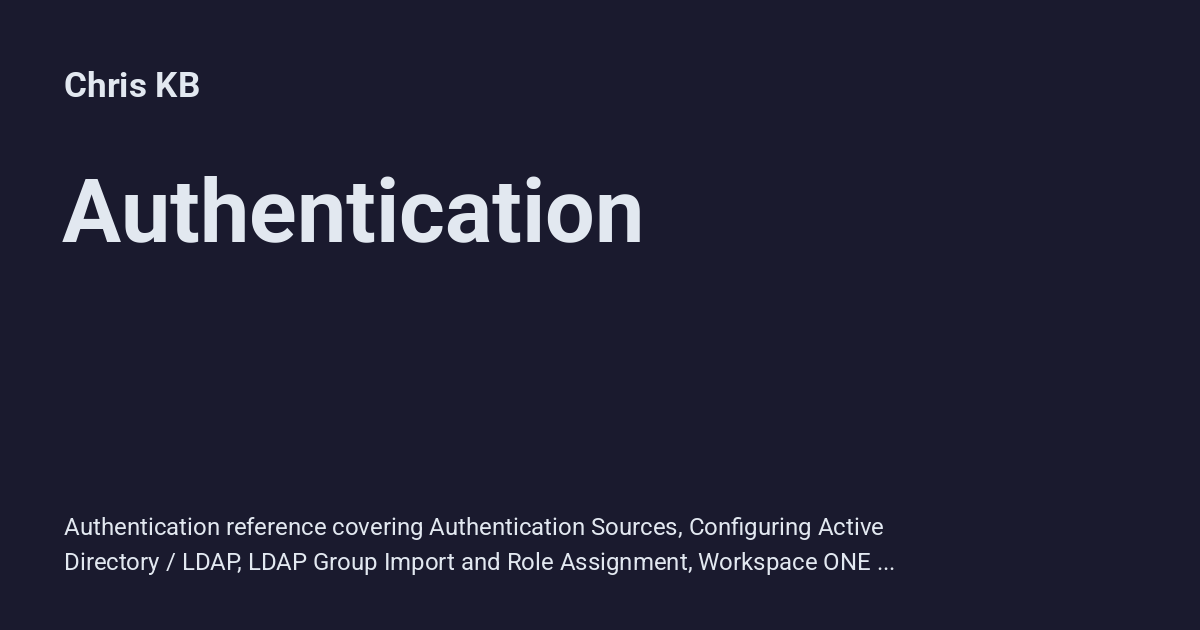 Chris KB
Authentication
Authentication reference covering Authentication Sources, Configuring Active
Directory / LDAP, LDAP Group Import and Role Assignment, Workspace ONE ...